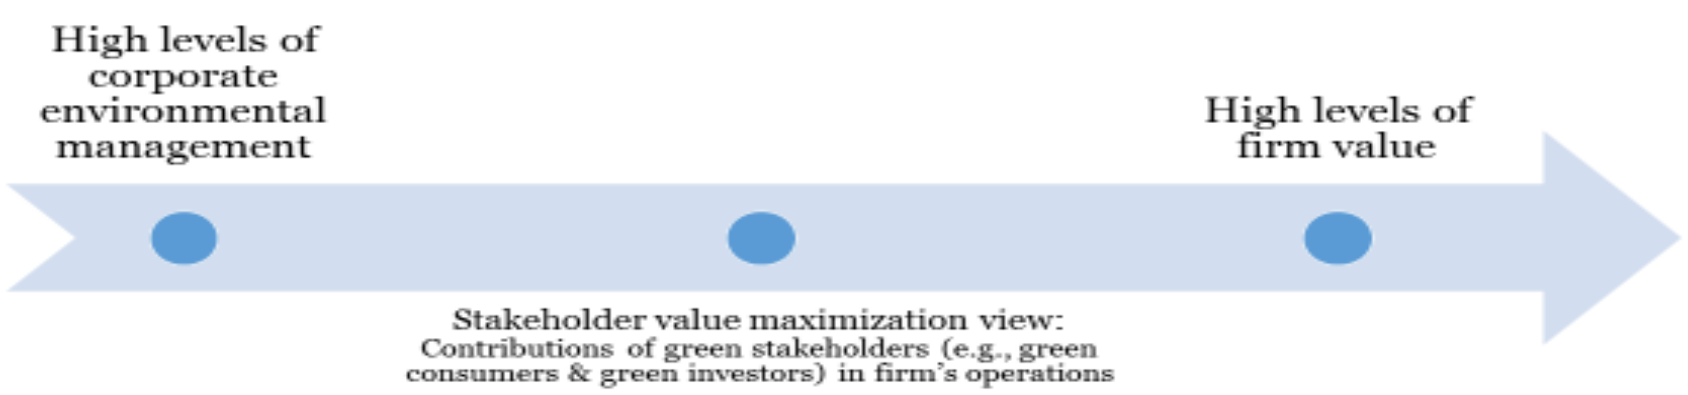 High levels of
corporate
environmental
management
High levels of
firm value
Stakeholder value maximization view:
Contributions of green stakeholders (e.g., green
consumers & green investors) in firm's operations